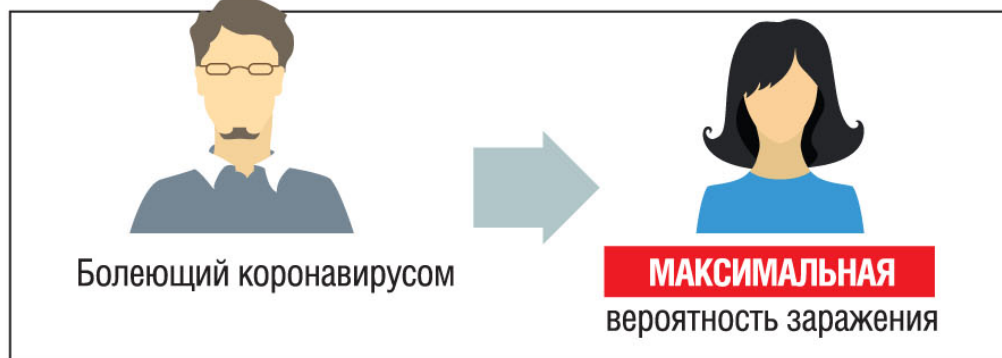 Болеющий коронавирусом
МАКСИМАЛЬНАЯ
вероятность заражения